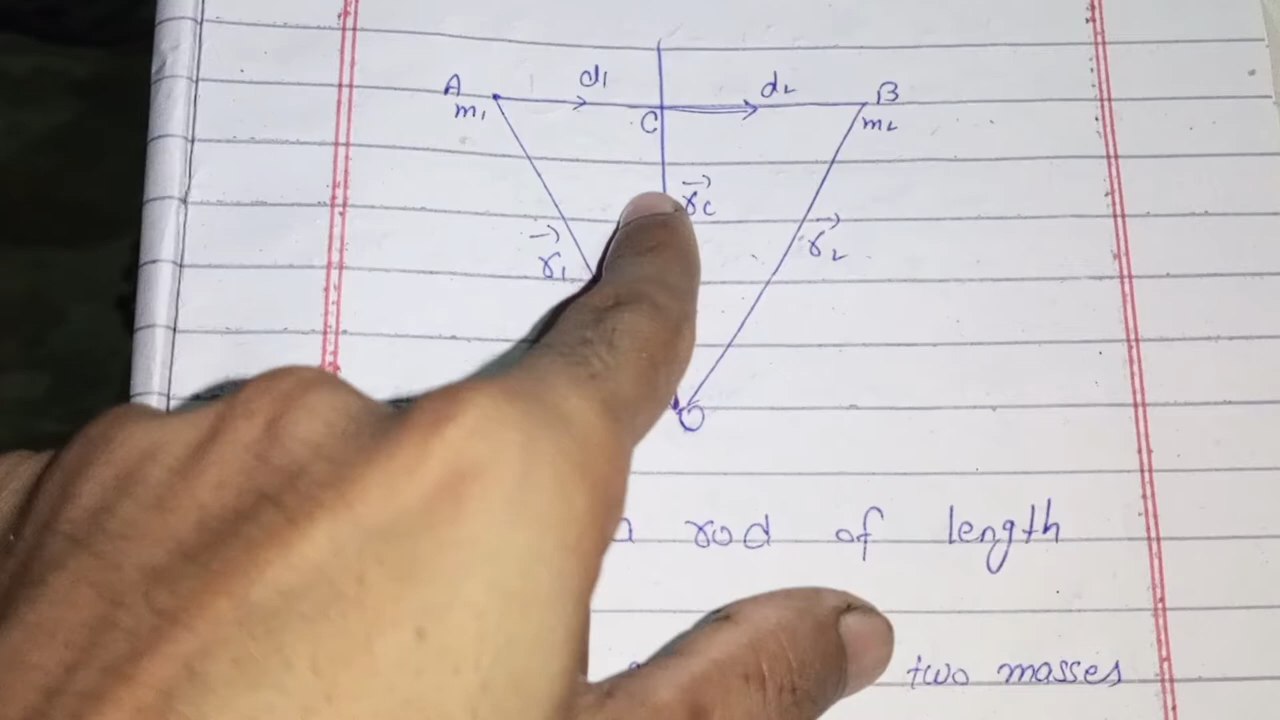 A d₁ d₂ B
m₁ C m₂
r⃗c
r⃗₁ r⃗₂
O
a rod of length
two masses